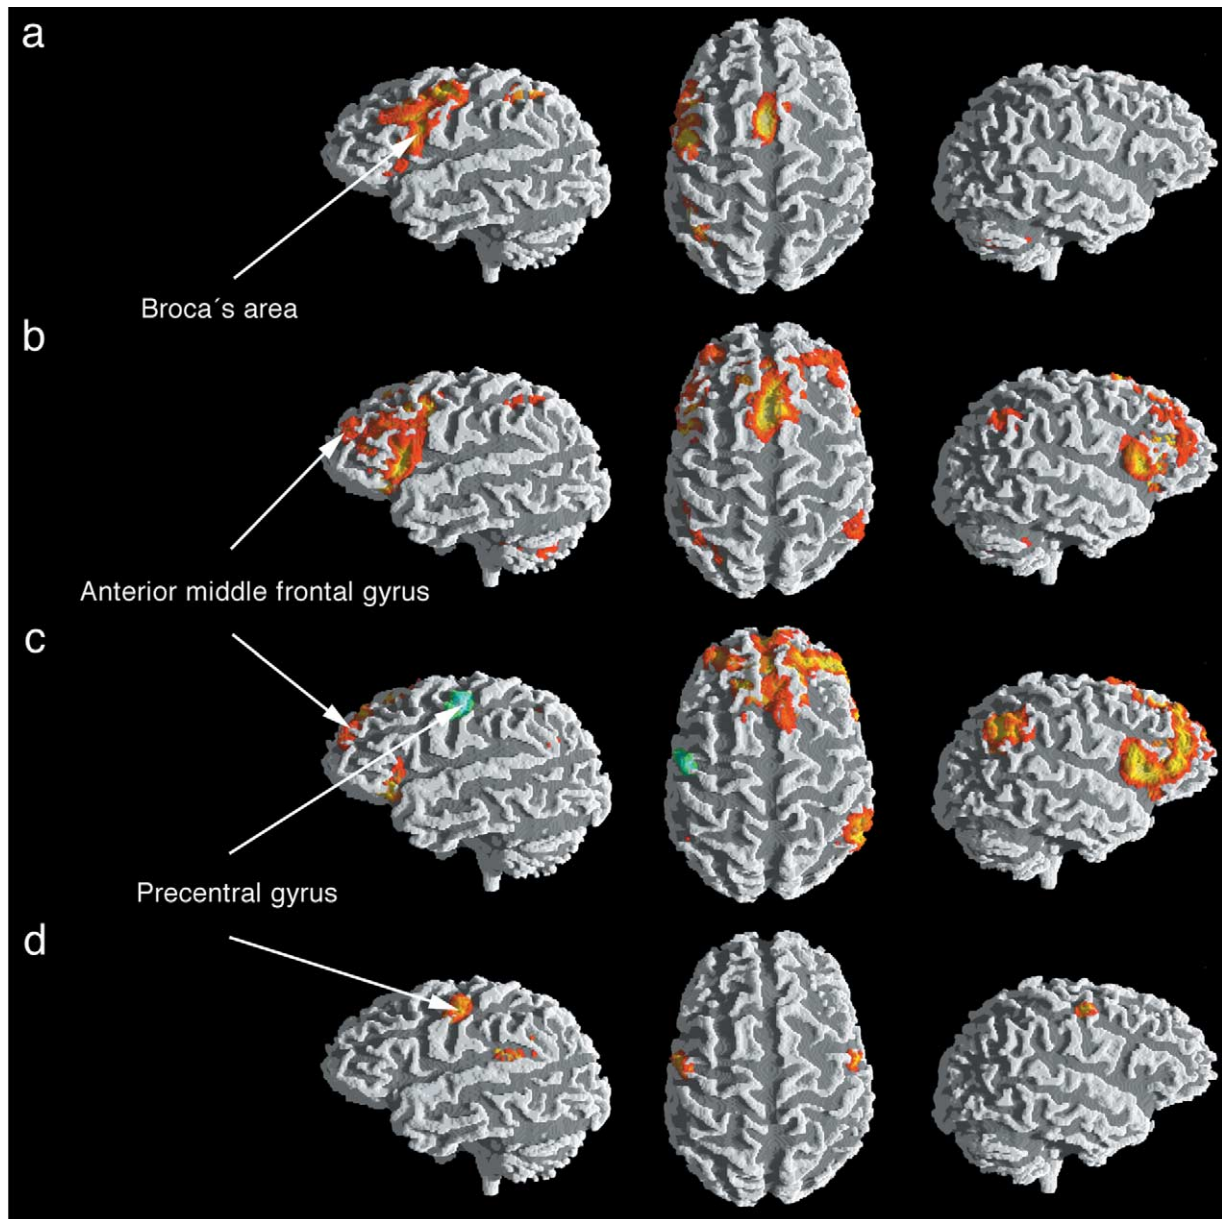 a
Broca´s area
b
Anterior middle frontal gyrus
c
Precentral gyrus
d